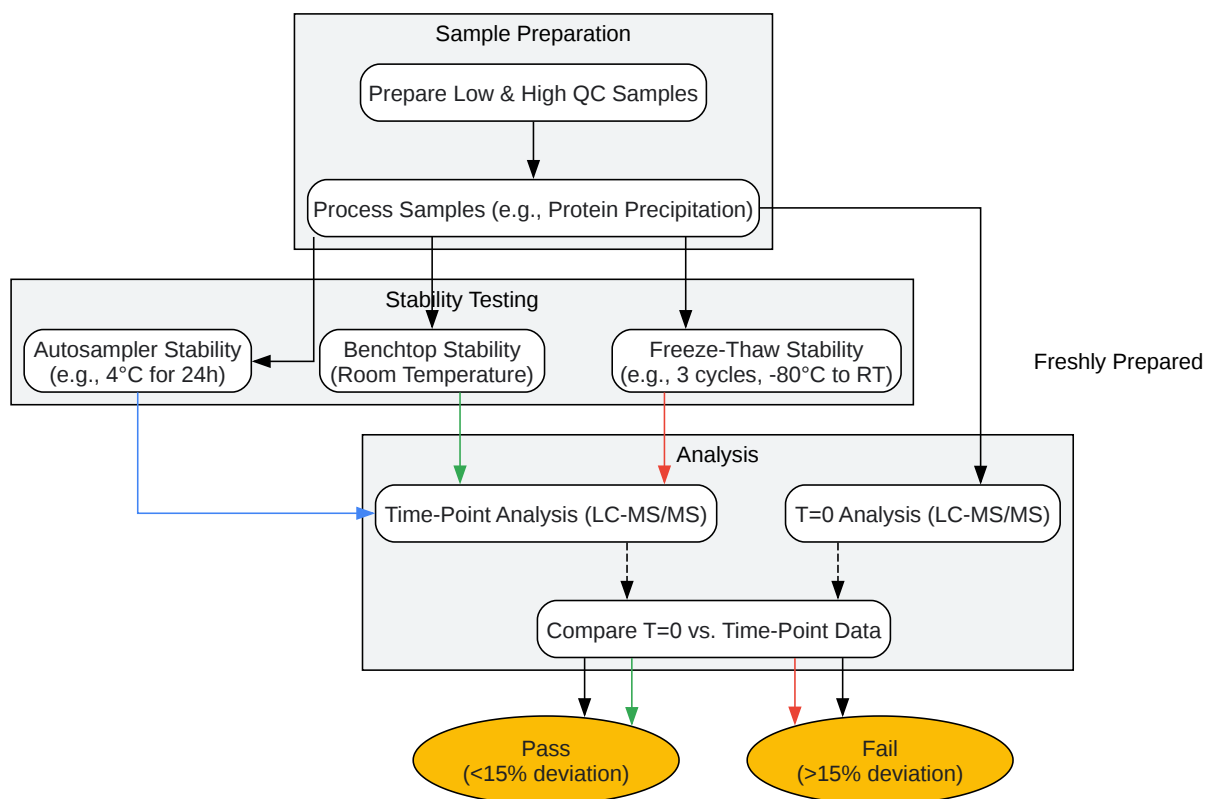 Sample Preparation
Prepare Low & High QC Samples
Process Samples (e.g., Protein Precipitation)
Stability Testing
Autosampler Stability
(e.g., 4°C for 24h)
Benchtop Stability
(Room Temperature)
Freeze-Thaw Stability
(e.g., 3 cycles, -80°C to RT)
Freshly Prepared
Analysis
Time-Point Analysis (LC-MS/MS)
T=0 Analysis (LC-MS/MS)
Compare T=0 vs. Time-Point Data
Pass
(<15% deviation)
Fail
(>15% deviation)